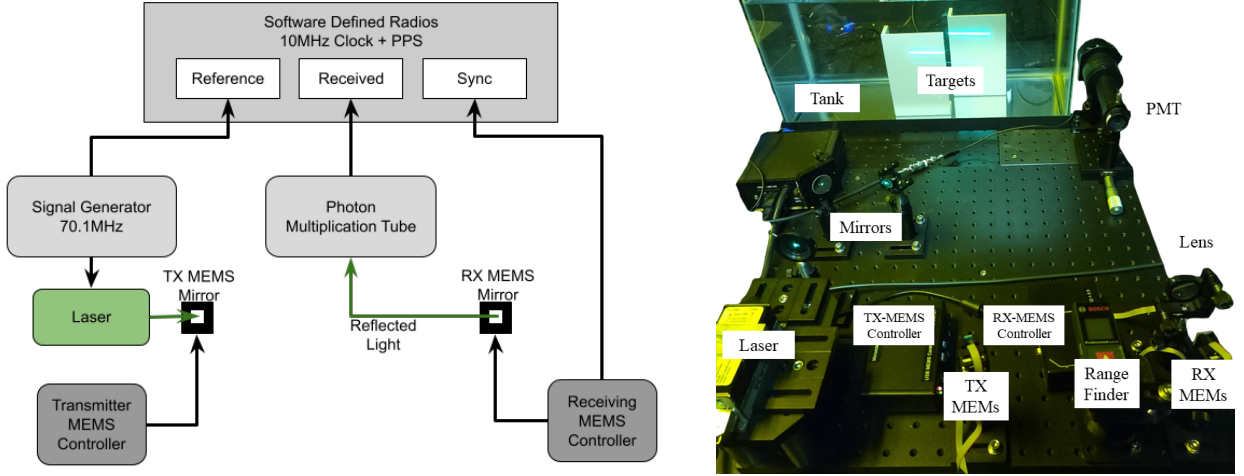 Software Defined Radios
10MHz Clock + PPS
Reference
Received
Sync
Signal Generator
70.1MHz
Photon
Multiplication Tube
TX MEMS
Mirror
RX MEMS
Mirror
Laser
Reflected
Light
Transmitter
MEMS
Controller
Receiving
MEMS
Controller
Targets
Tank
PMT
Mirrors
Lens
TX-MEMS
Controller
RX-MEMS
Controller
BOSCH
Laser
TX
MEMs
Range
Finder
RX
MEMs